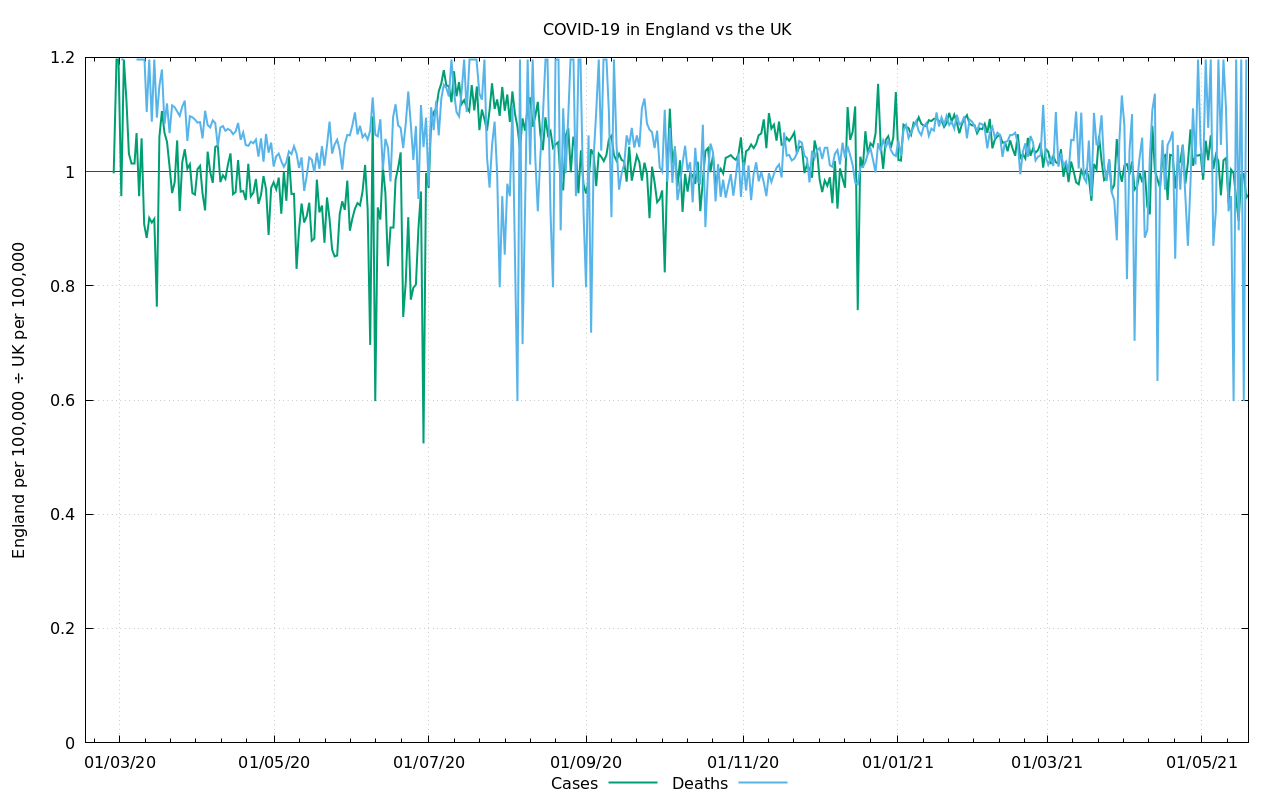 COVID-19 in England vs the UK
England per 100,000 ÷ UK per 100,000
1.2
1
0.8
0.6
0.4
0.2
0
01/03/20 01/05/20 01/07/20 01/09/20 01/11/20 01/01/21 01/03/21 01/05/21
Cases Deaths